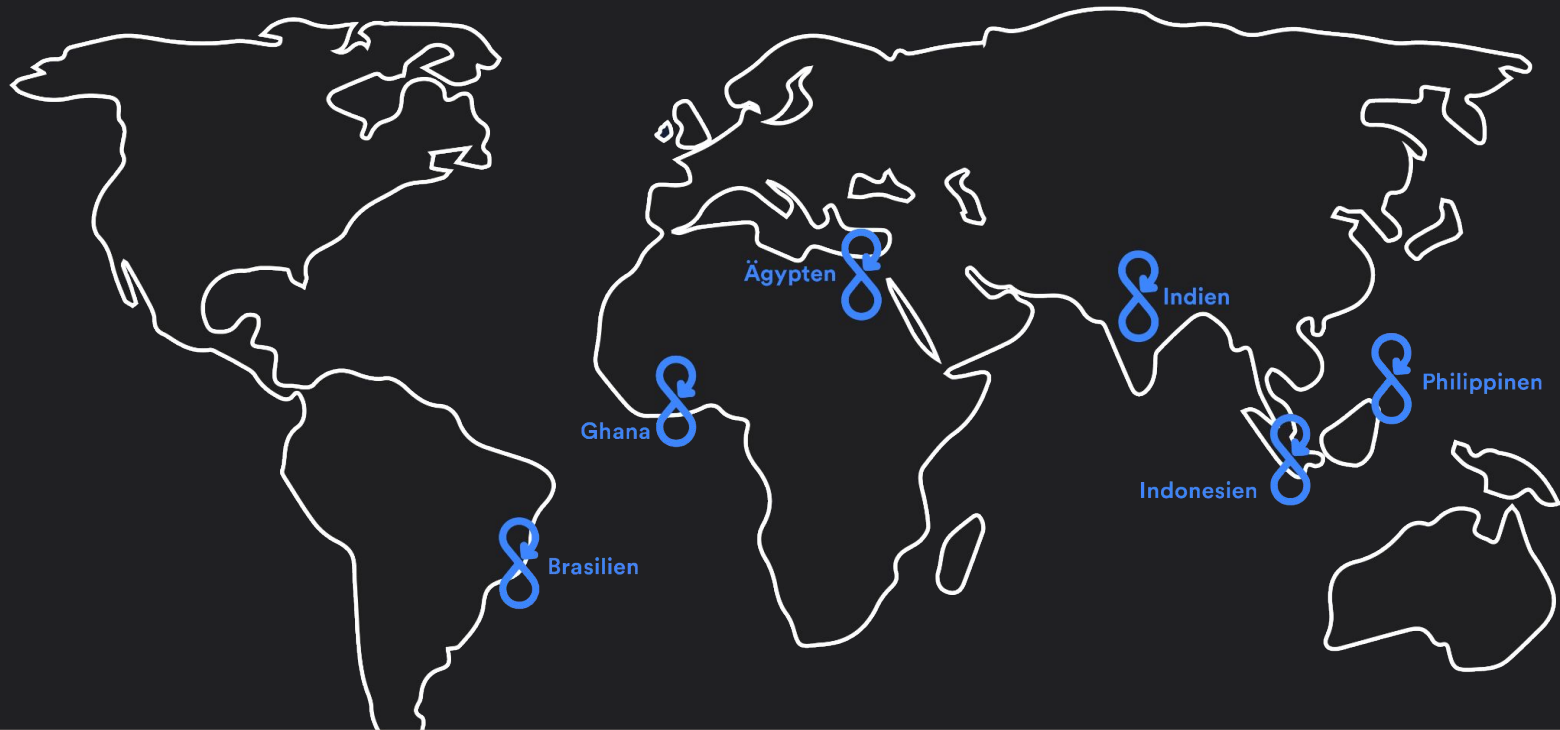 Ägypten
Indien
Philippinen
Ghana
Indonesien
Brasilien